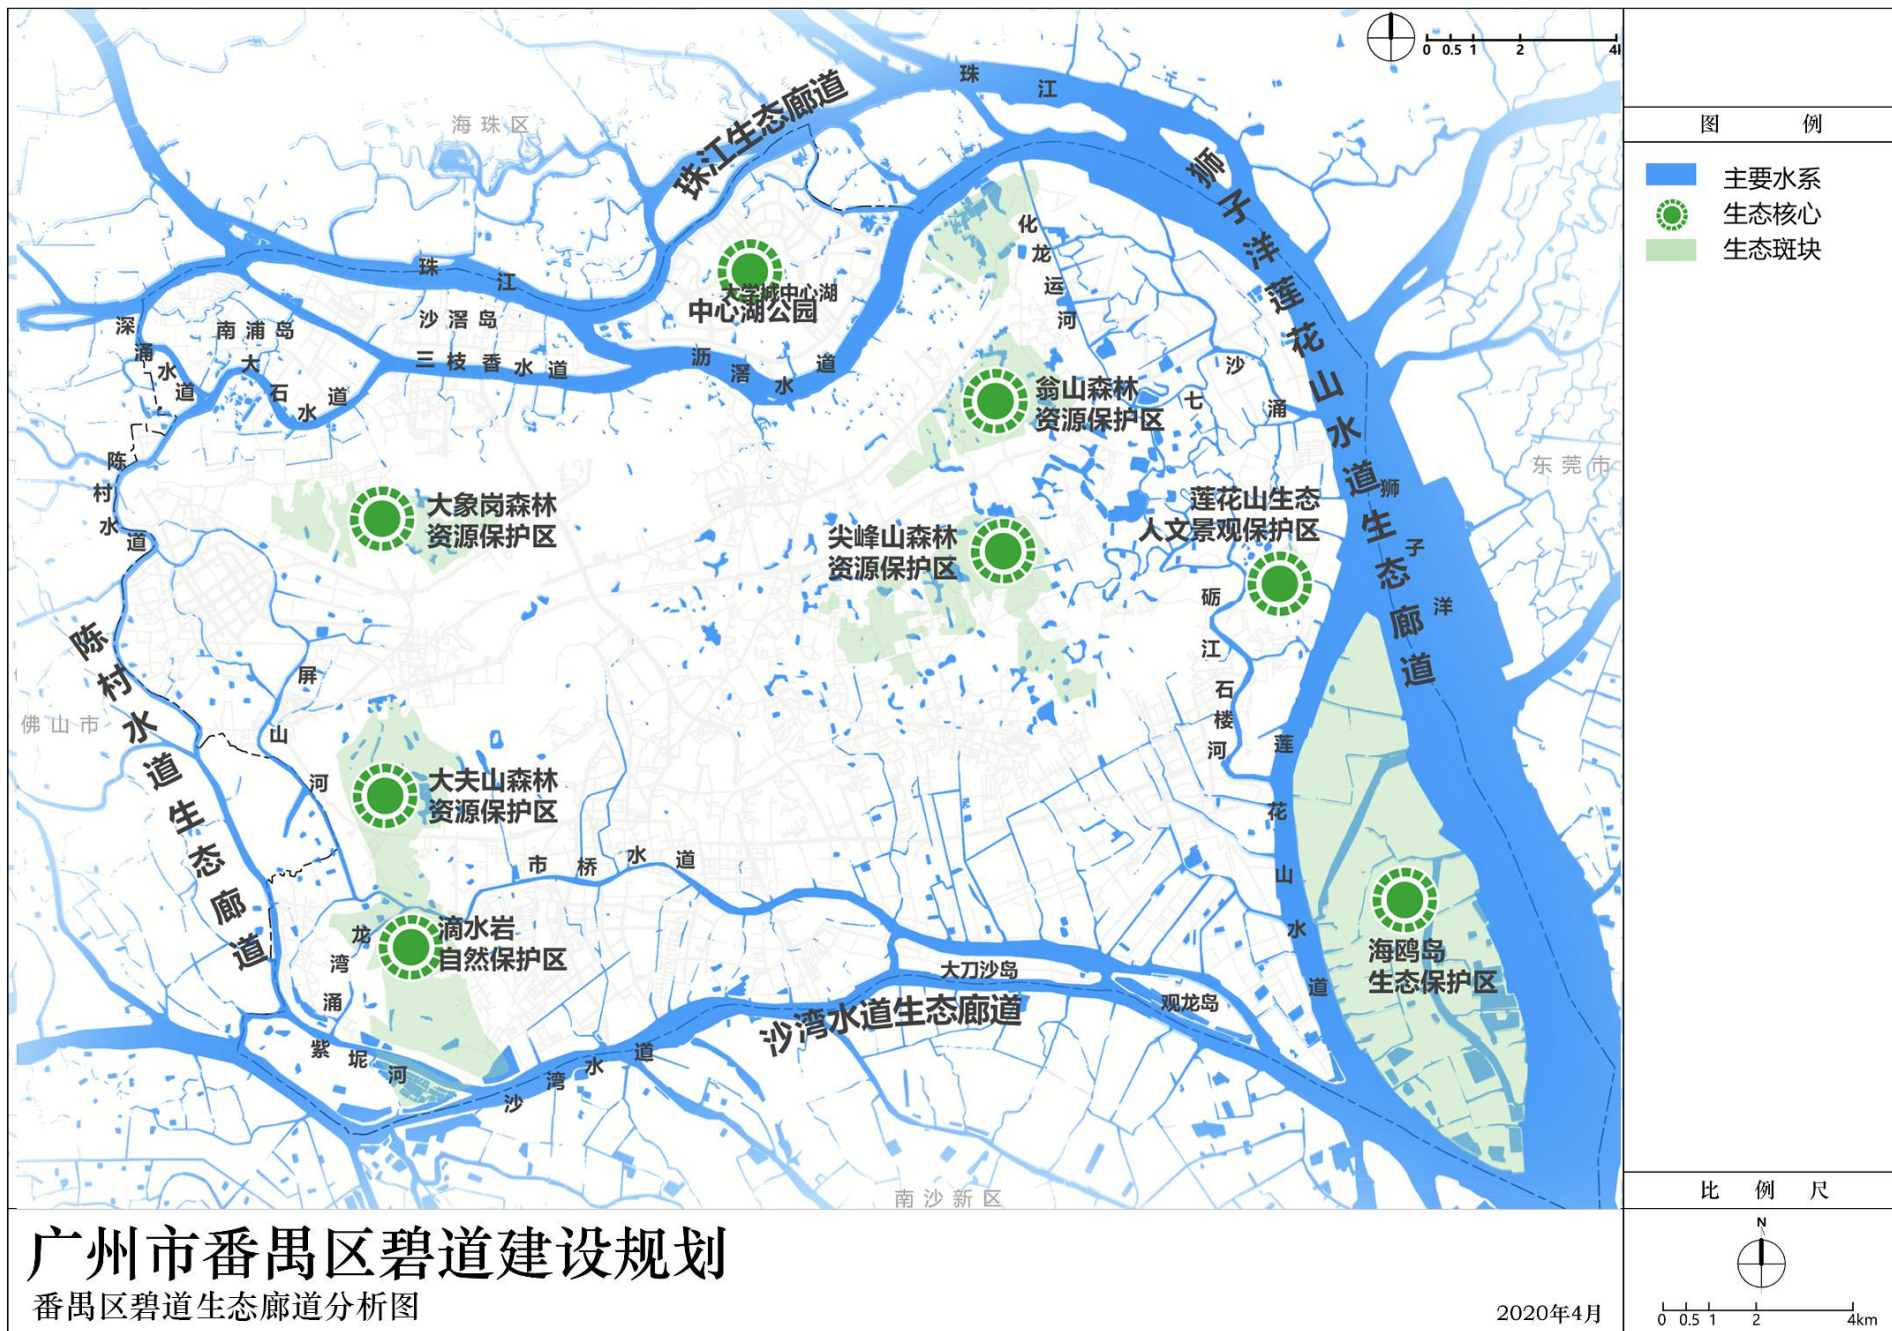 0 0.5 1 2 4
珠江
海珠区
珠江生态廊道
狮子洋莲花山水道生态廊道
化龙运河
大学城中心湖
中心湖公园
珠江
深涌水道
南浦岛
沙滘岛
大石水道
三枝香水道
沥滘水道
沙涌
七
翁山森林
资源保护区
陈村水道
大象岗森林
资源保护区
尖峰山森林
资源保护区
莲花山生态
人文景观保护区
狮子洋
东莞市
砺江
石楼河
陈村水道生态廊道
佛山市
屏山河
大夫山森林
资源保护区
莲花山水道
市桥水道
滴水岩
自然保护区
龙湾涌
紫坭河
沙湾水道
大刀沙岛
沙湾水道生态廊道
观龙岛
海鸥岛
生态保护区
南沙新区
图例
主要水系
生态核心
生态斑块
比例尺
N
0 0.5 1 2 4km
广州市番禺区碧道建设规划
番禺区碧道生态廊道分析图
2020年4月